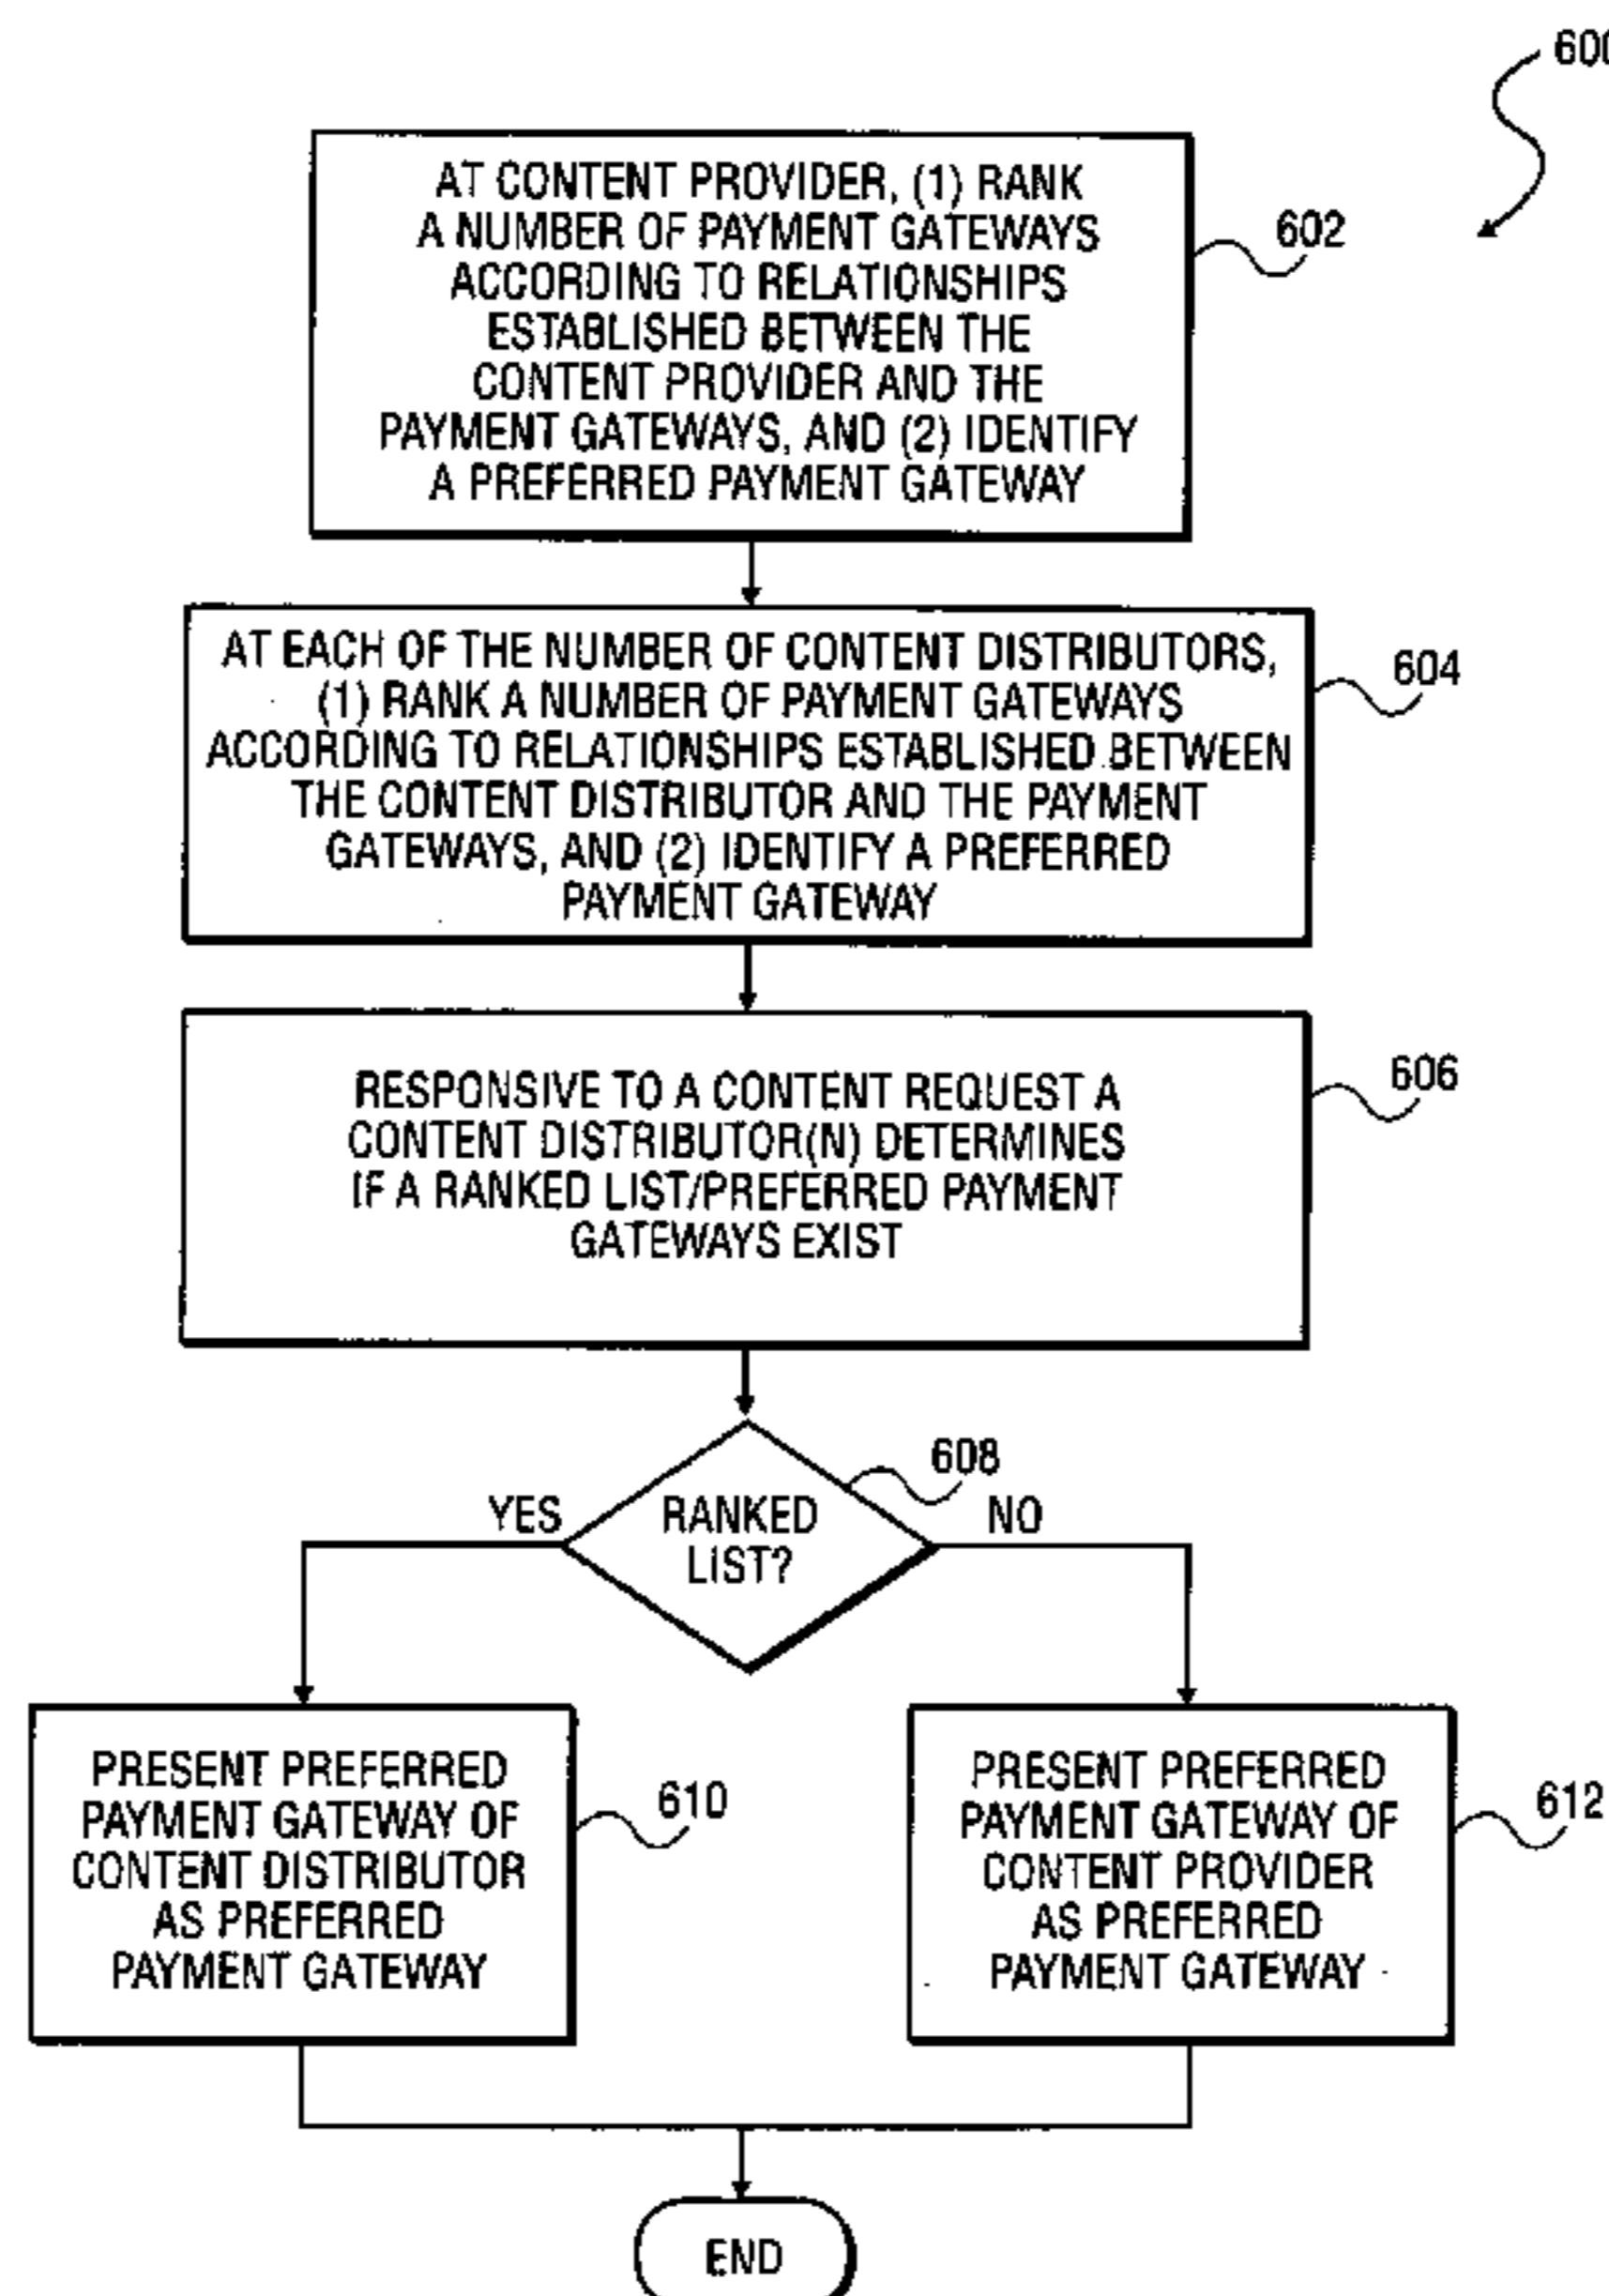 600
AT CONTENT PROVIDER, (1) RANK
A NUMBER OF PAYMENT GATEWAYS
ACCORDING TO RELATIONSHIPS
ESTABLISHED BETWEEN THE
CONTENT PROVIDER AND THE
PAYMENT GATEWAYS, AND (2) IDENTIFY
A PREFERRED PAYMENT GATEWAY
602
AT EACH OF THE NUMBER OF CONTENT DISTRIBUTORS,
(1) RANK A NUMBER OF PAYMENT GATEWAYS
ACCORDING TO RELATIONSHIPS ESTABLISHED BETWEEN
THE CONTENT DISTRIBUTOR AND THE PAYMENT
GATEWAYS, AND (2) IDENTIFY A PREFERRED
PAYMENT GATEWAY
604
RESPONSIVE TO A CONTENT REQUEST A
CONTENT DISTRIBUTOR(N) DETERMINES
IF A RANKED LIST/PREFERRED PAYMENT
GATEWAYS EXIST
606
608
YES
RANKED
LIST?
NO
PRESENT PREFERRED
PAYMENT GATEWAY OF
CONTENT DISTRIBUTOR
AS PREFERRED
PAYMENT GATEWAY
610
PRESENT PREFERRED
PAYMENT GATEWAY OF
CONTENT PROVIDER
AS PREFERRED
PAYMENT GATEWAY
612
END